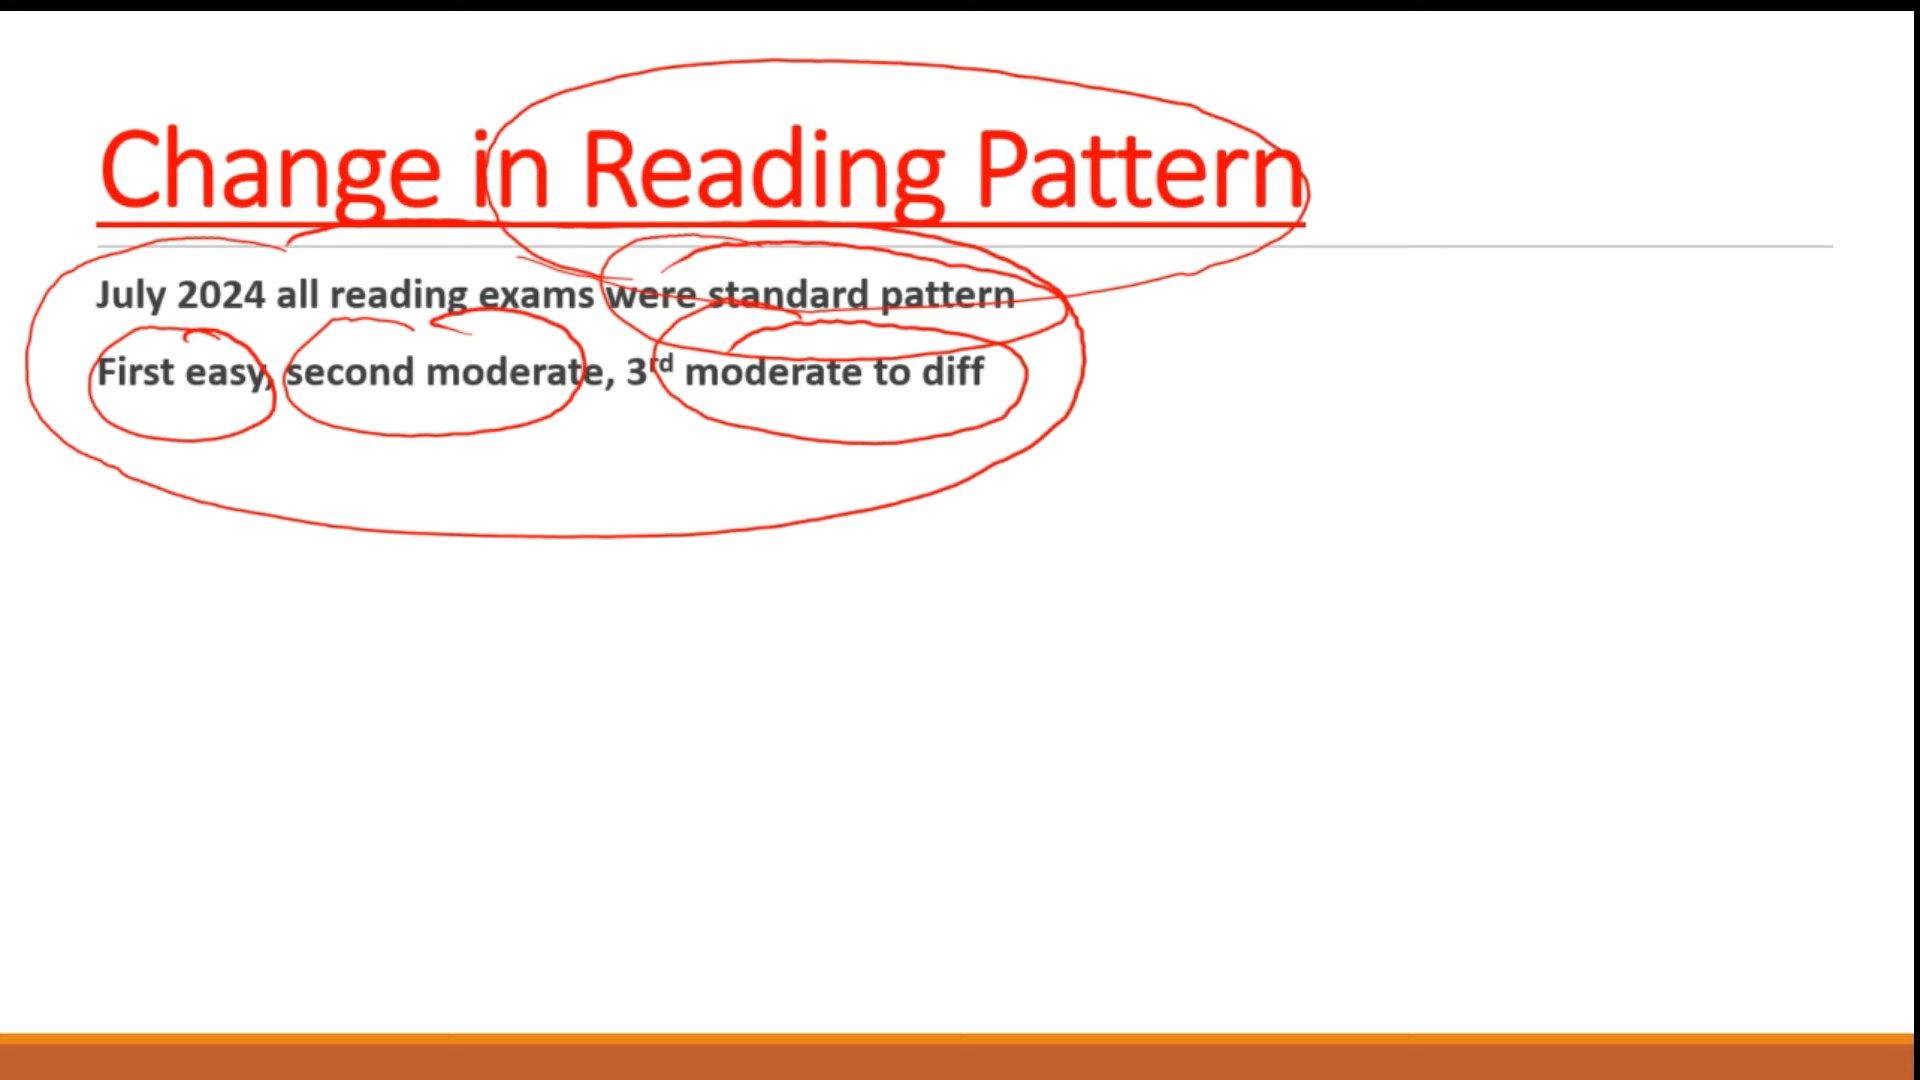 Change in Reading Pattern
July 2024 all reading exams were standard pattern
First easy, second moderate, 3rd moderate to diff